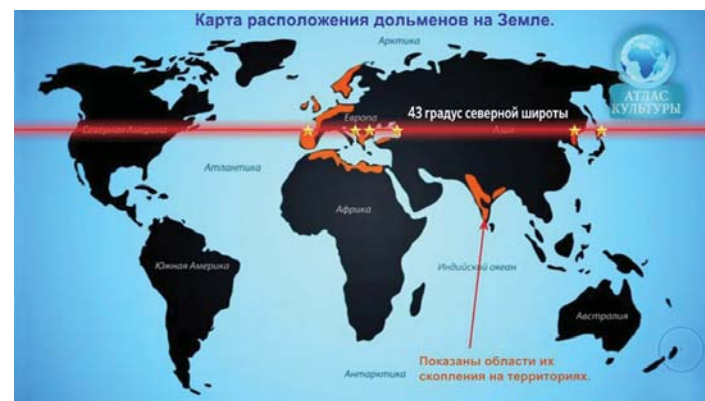 Карта расположения дольменов на Земле.
Арктика
АТЛАС
КУЛЬТУРЫ
43 градус северной широты
Европа
Северная Америка
Азия
Атлантика
Африка
Южная Америка
Индийский океан
Австралия
Показаны области их
скопления на территориях.
Антарктика